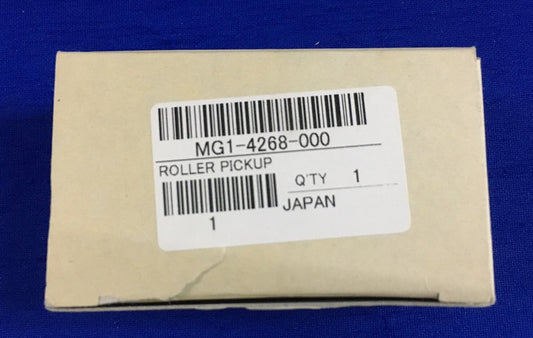 MG1-4268-000
ROLLER PICKUP
Q'TY 1
1
JAPAN